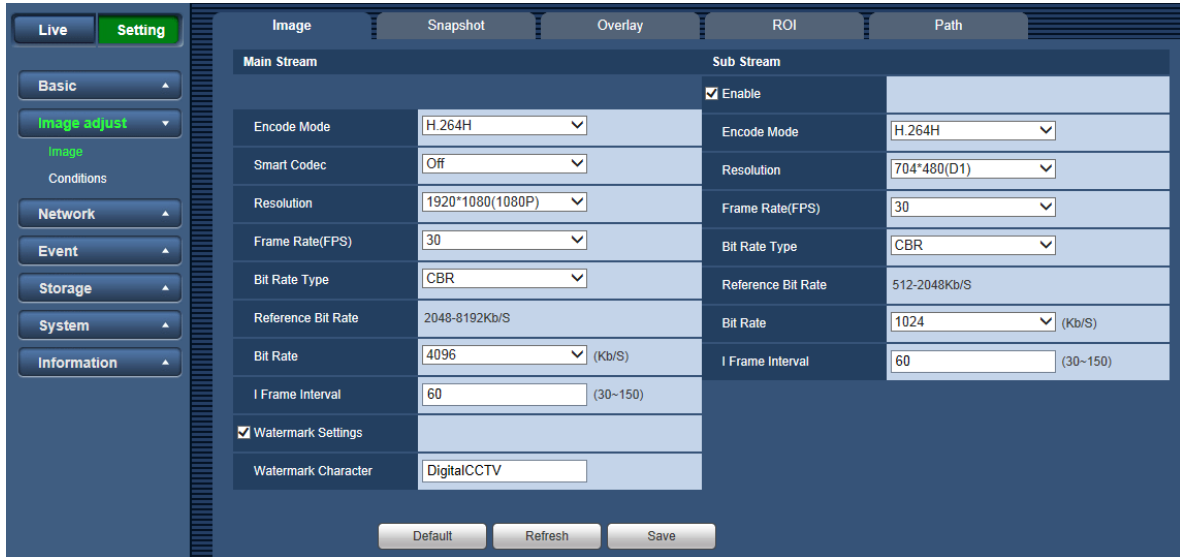 Live Setting
Image Snapshot Overlay ROI Path
Basic
Image adjust
Image
Conditions
Network
Event
Storage
System
Information
Main Stream
Encode Mode H.264H
Smart Codec Off
Resolution 1920*1080(1080P)
Frame Rate(FPS) 30
Bit Rate Type CBR
Reference Bit Rate 2048-8192Kb/S
Bit Rate 4096 (Kb/S)
I Frame Interval 60 (30~150)
Watermark Settings
Watermark Character DigitalCCTV
Sub Stream
Enable
Encode Mode H.264H
Resolution 704*480(D1)
Frame Rate(FPS) 30
Bit Rate Type CBR
Reference Bit Rate 512-2048Kb/S
Bit Rate 1024 (Kb/S)
I Frame Interval 60 (30~150)
Default Refresh Save